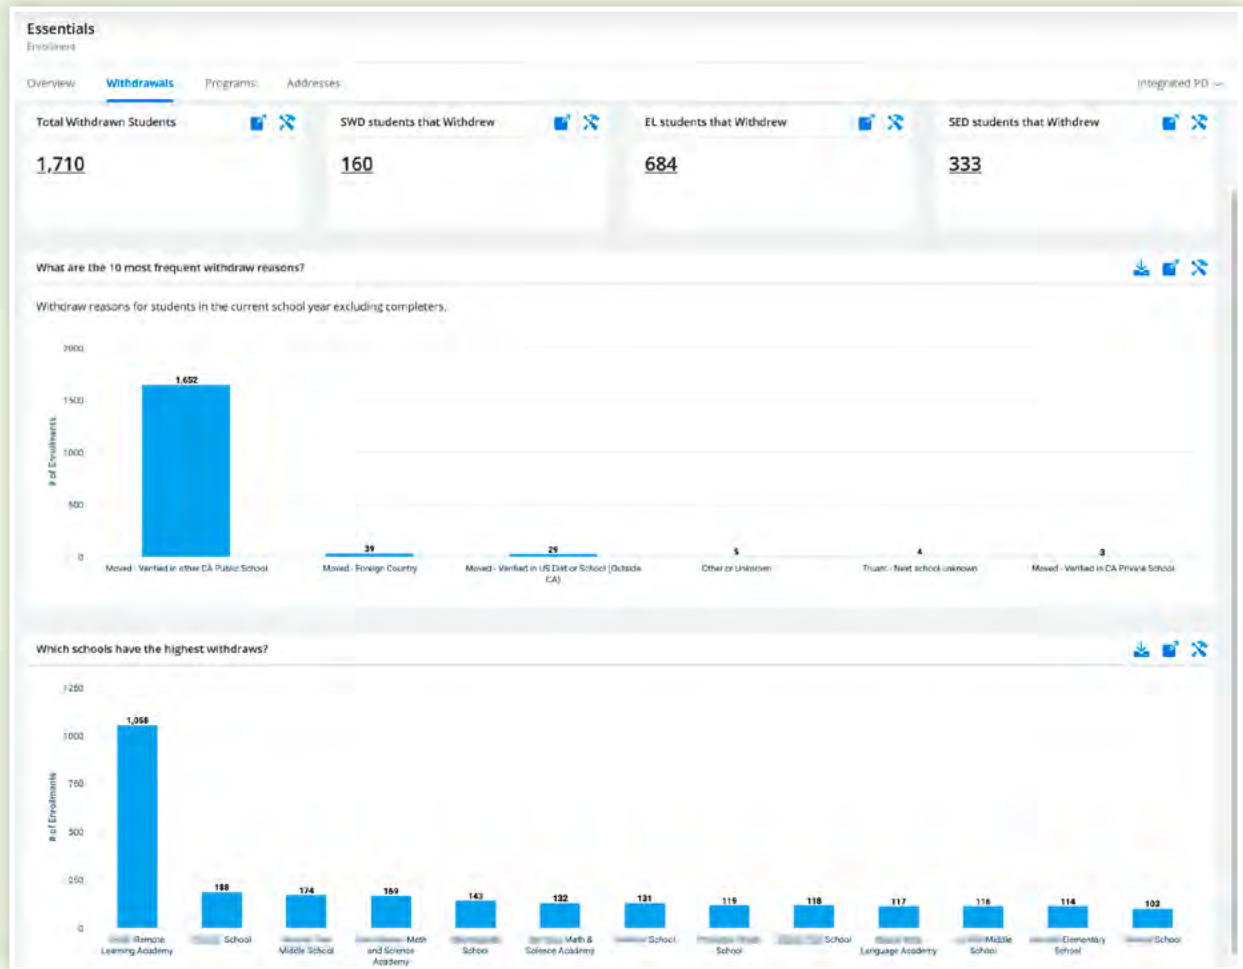 Essentials
Enrollment
Overview Withdrawals Programs Addresses Integrated PD
Total Withdrawn Students SWD students that Withdrew EL students that Withdrew SED students that Withdrew
1,710 160 684 333
What are the 10 most frequent withdraw reasons?
Withdraw reasons for students in the current school year excluding completers.
# of Enrollments
2000
1500
1000
500
0
1,652 39 29 5 4 3
Moved - Verified in other CA Public School Moved - Foreign Country Moved - Verified in US Dist or School (Outside Other or Unknown Truant - Next school unknown Moved - Verified in CA Private School
CA)
Which schools have the highest withdraws?
# of Enrollments
1250
1000
750
500
250
0
1,058 188 174 169 143 132 131 119 118 117 116 114 103
Remote School Math Math & School School Middle Elementary School
Learning Academy Middle School and Science School Science Academy School Language Academy School School
Academy